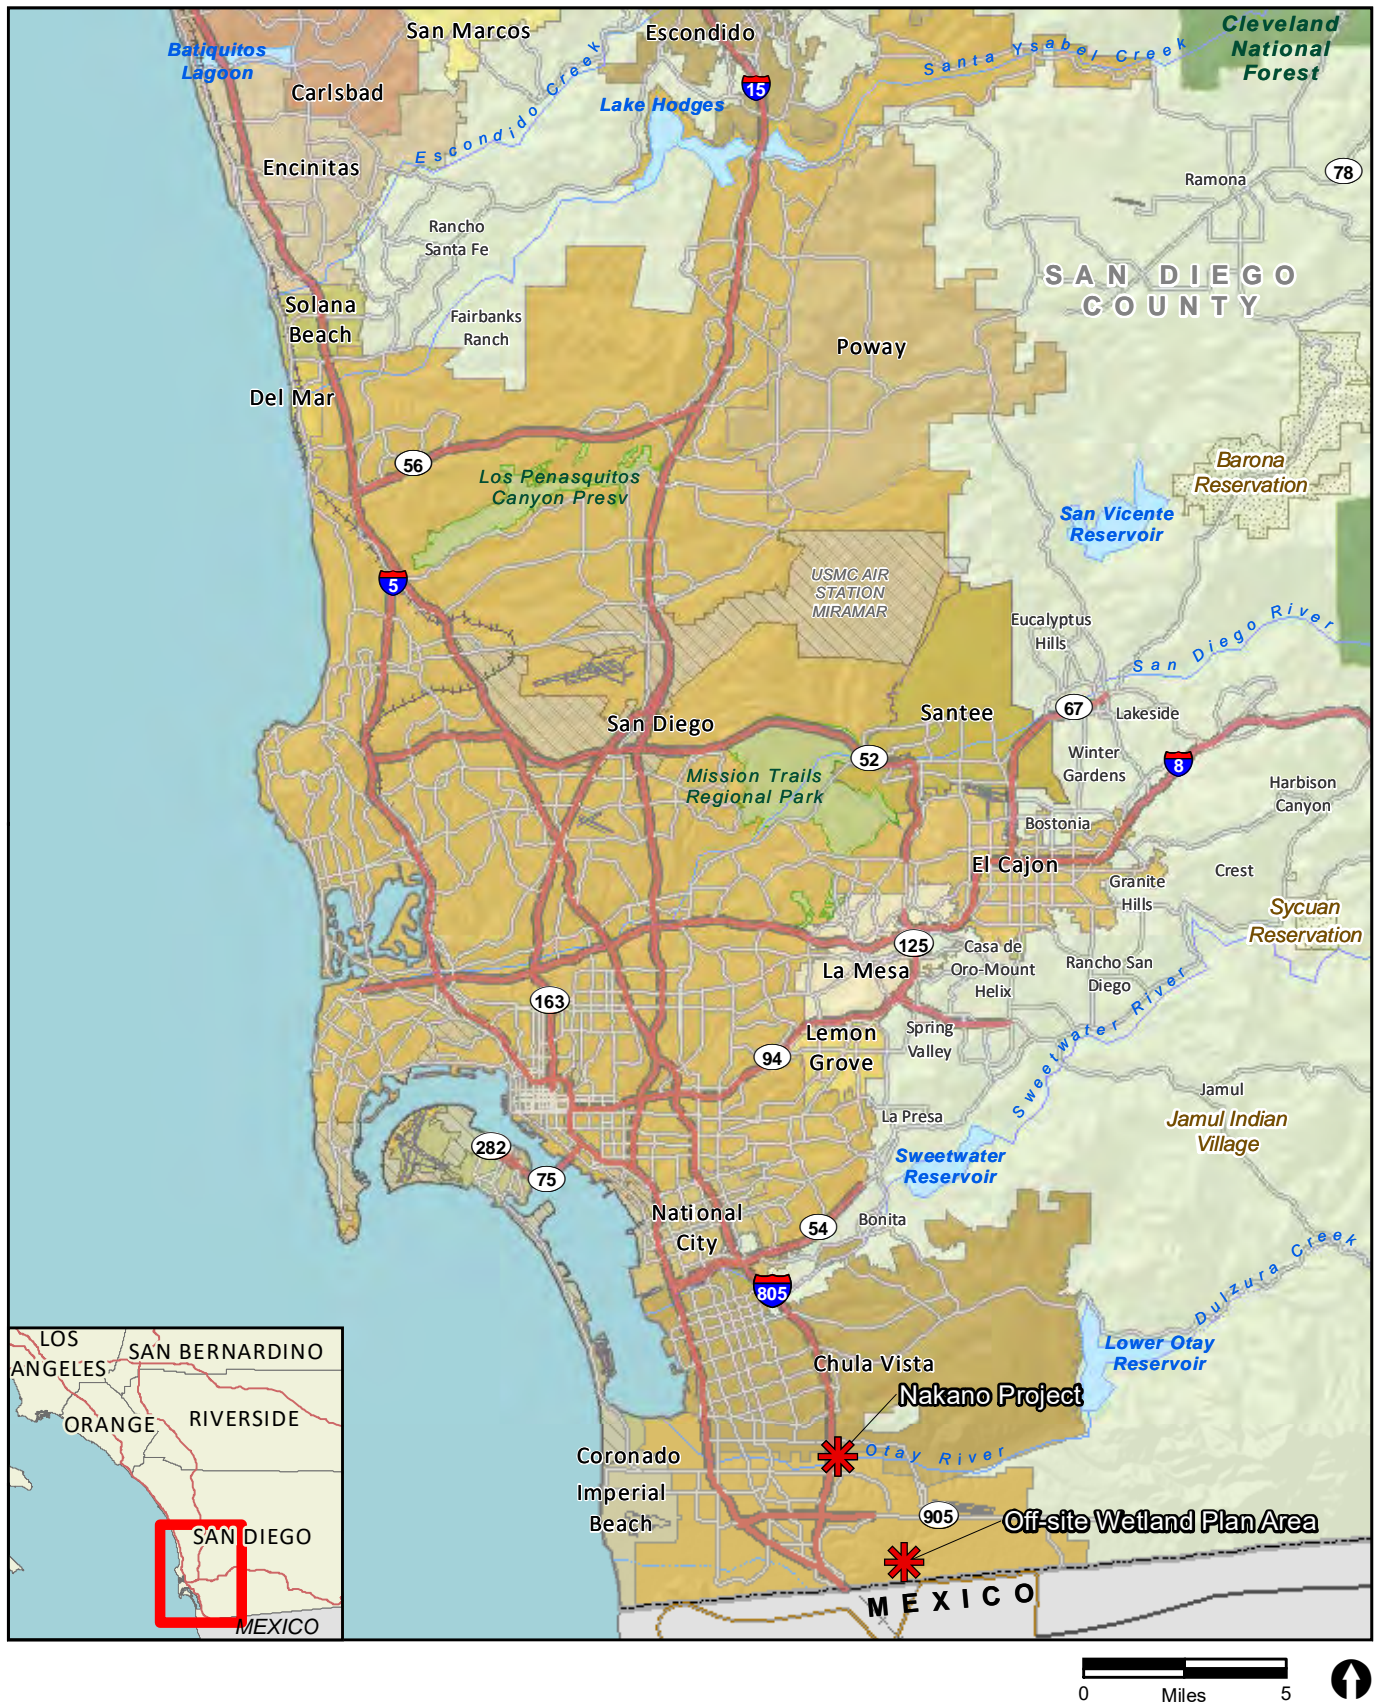 San Marcos
Escondido
Cleveland
National
Forest
Batiquitos
Lagoon
Santa Ysabel Creek
15
Carlsbad
Lake Hodges
Escondido Creek
Encinitas
78
Ramona
Rancho
Santa Fe
SAN DIEGO
COUNTY
Solana
Beach
Fairbanks
Ranch
Poway
Del Mar
56
Los Penasquitos
Canyon Presv
Barona
Reservation
San Vicente
Reservoir
5
USMC AIR
STATION
MIRAMAR
Eucalyptus
Hills
San Diego River
San Diego
Santee
67
Lakeside
52
Winter
Gardens
8
Mission Trails
Regional Park
Harbison
Canyon
Bostonia
El Cajon
Crest
Granite
Hills
Sycuan
Reservation
125
Casa de
Oro-Mount
Helix
La Mesa
Rancho San
Diego
163
Lemon
Grove
Spring
Valley
Sweetwater River
94
Jamul
La Presa
Jamul Indian
Village
282
75
Sweetwater
Reservoir
National
City
54
Bonita
Dulzura Creek
805
Lower Otay
Reservoir
Chula Vista
Nakano Project
Coronado
Otay River
Imperial
Beach
905
Off-site Wetland Plan Area
MEXICO
LOS
ANGELES
SAN BERNARDINO
ORANGE
RIVERSIDE
SAN DIEGO
MEXICO
0 Miles 5